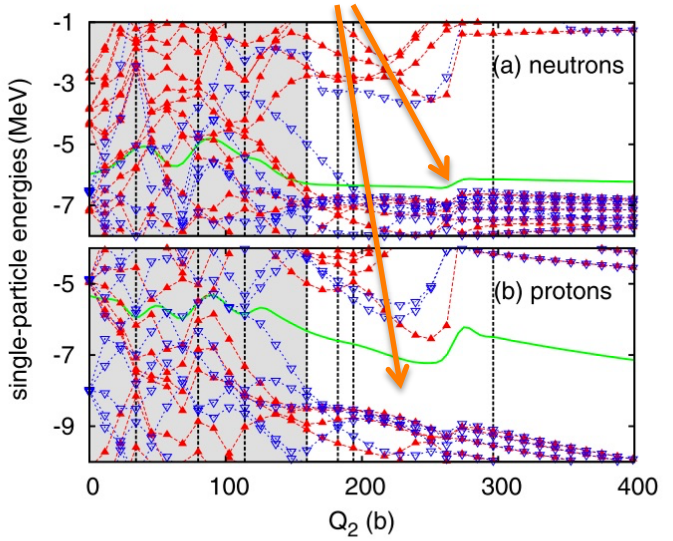 -1
(a) neutrons
-3
-5
-7
single-particle energies (MeV)
-5
(b) protons
-7
-9
0 100 200 300 400
Q₂ (b)